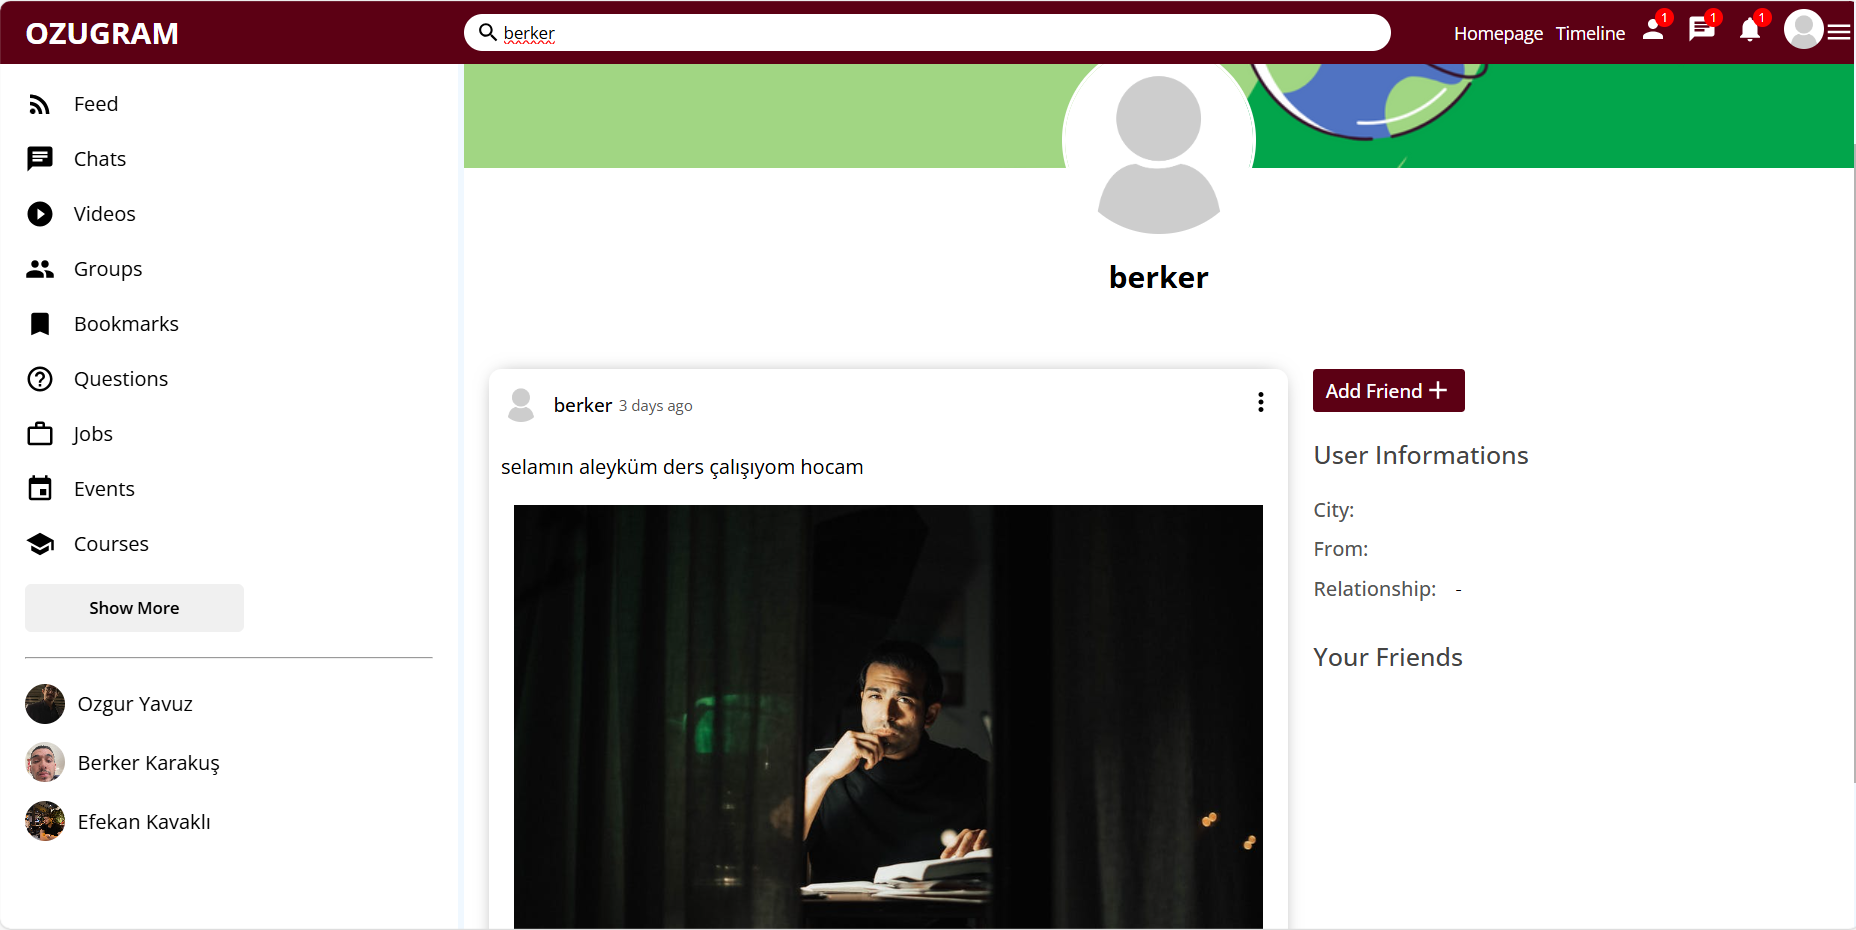 OZUGRAM
berker
Homepage Timeline 1 1 1
Feed
Chats
Videos
Groups
Bookmarks
Questions
Jobs
Events
Courses
Show More
Ozgur Yavuz
Berker Karakuş
Efekan Kavaklı
berker
berker 3 days ago
selamın aleyküm ders çalışıyom hocam
Add Friend +
User Informations
City:
From:
Relationship: -
Your Friends